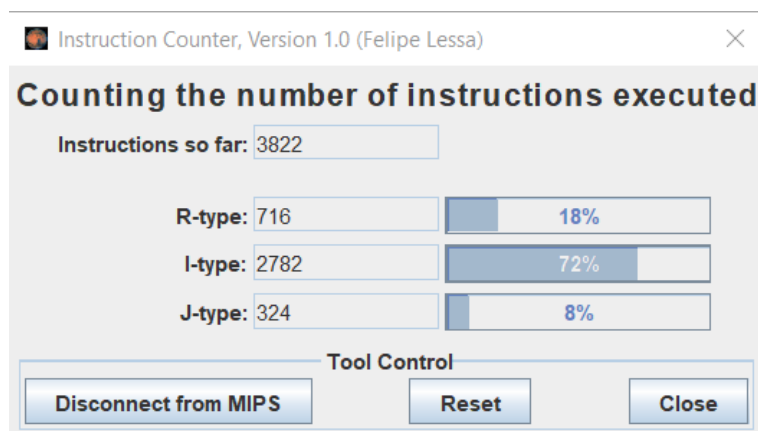 Instruction Counter, Version 1.0 (Felipe Lessa)
Counting the number of instructions executed
Instructions so far: 3822
R-type: 716 18%
I-type: 2782 72%
J-type: 324 8%
Tool Control
Disconnect from MIPS Reset Close